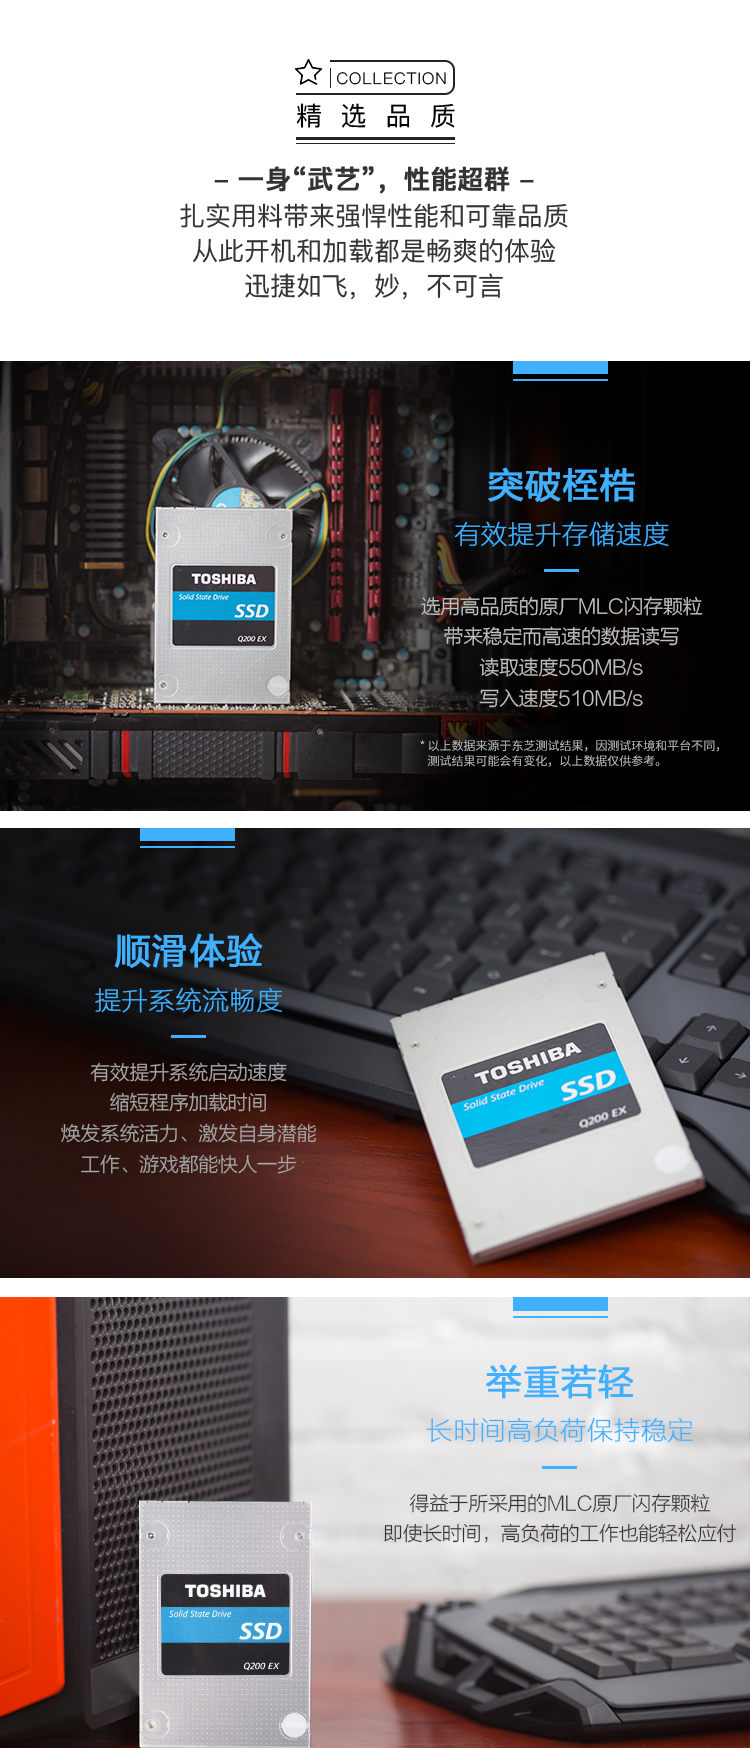 COLLECTION
精选品质
– 一身“武艺”，性能超群 –
扎实用料带来强悍性能和可靠品质
从此开机和加载都是畅爽的体验
迅捷如飞，妙，不可言
突破桎梏
有效提升存储速度
选用高品质的原厂MLC闪存颗粒
带来稳定而高速的数据读写
读取速度550MB/s
写入速度510MB/s
* 以上数据来源于东芝测试结果，因测试环境和平台不同，
测试结果可能会有变化，以上数据仅供参考。
TOSHIBA
Solid State Drive
SSD
Q200 EX
顺滑体验
提升系统流畅度
有效提升系统启动速度
缩短程序加载时间
焕发系统活力、激发自身潜能
工作、游戏都能快人一步
TOSHIBA
Solid State Drive
SSD
Q200 EX
举重若轻
长时间高负荷保持稳定
得益于所采用的MLC原厂闪存颗粒
即使长时间，高负荷的工作也能轻松应付
TOSHIBA
Solid State Drive
SSD
Q200 EX